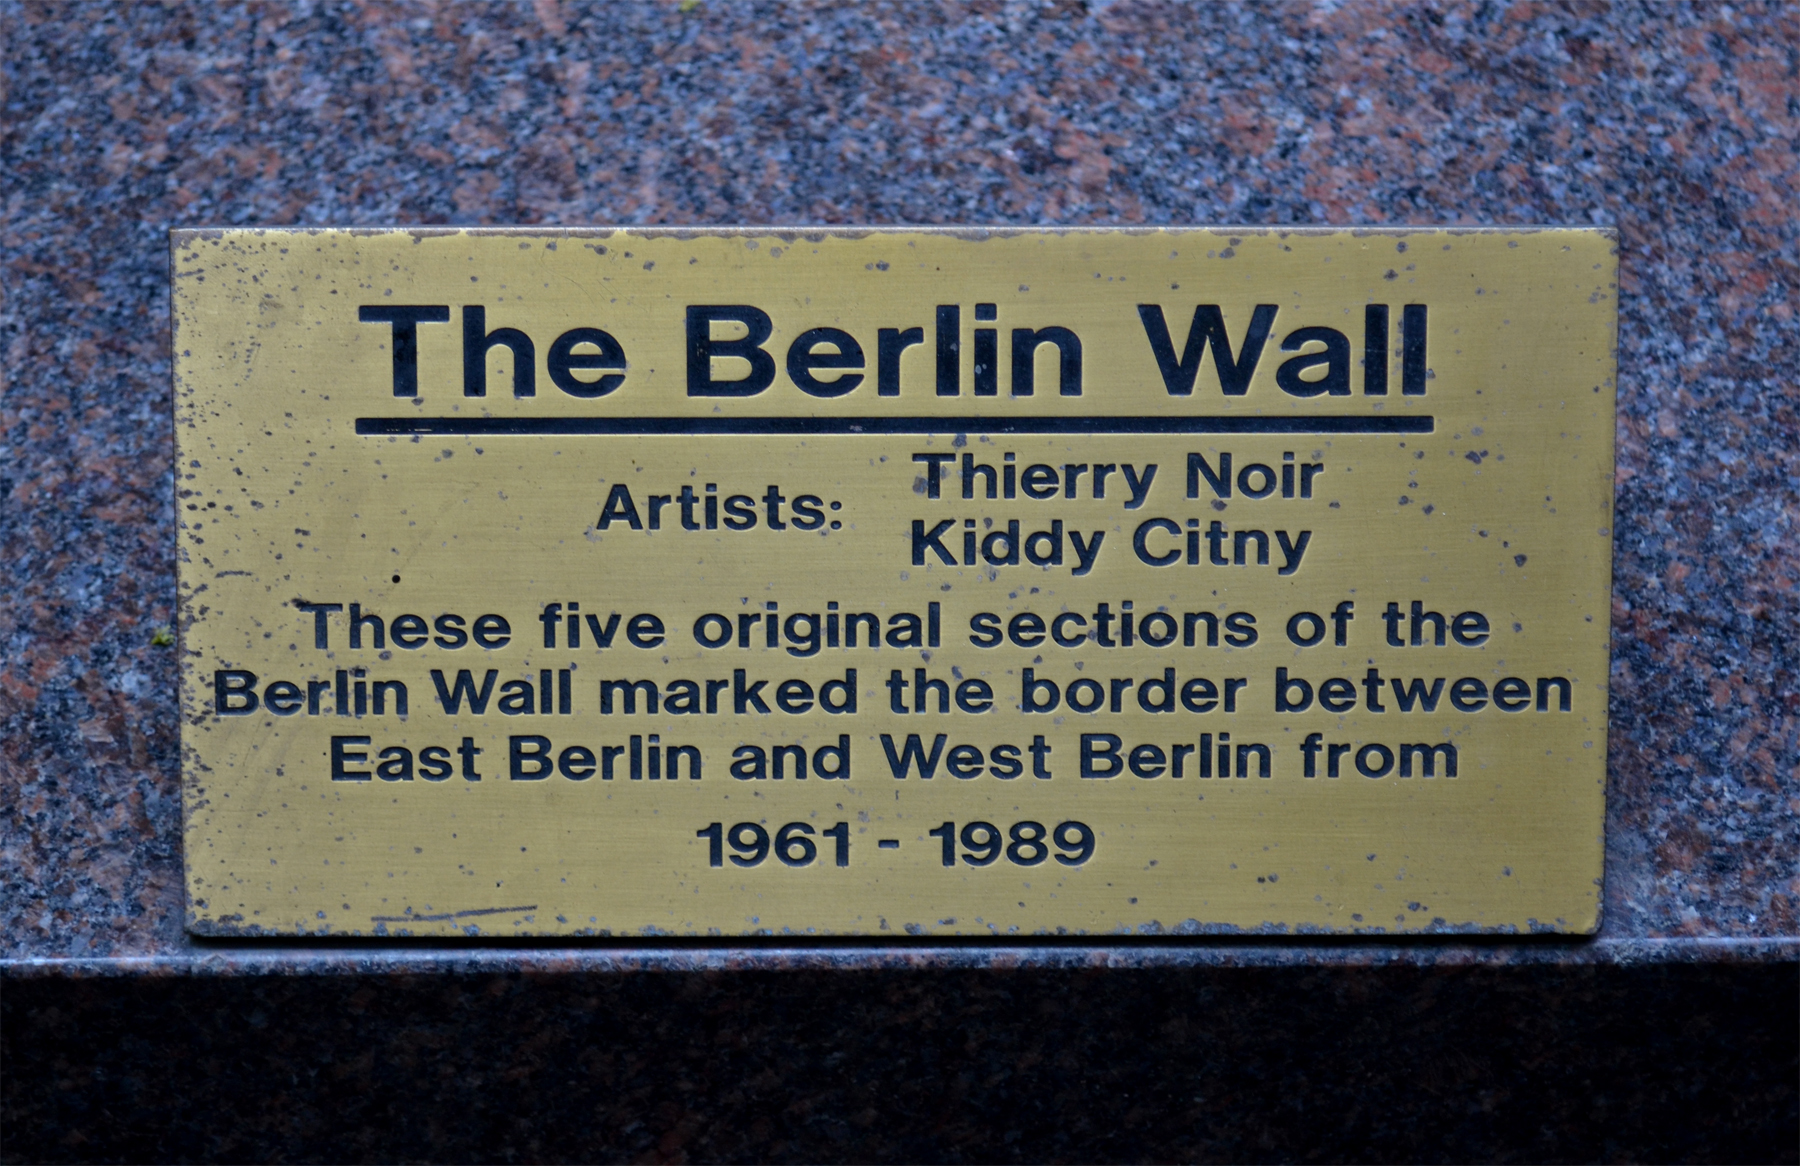 The Berlin Wall
Artists:
Thierry Noir
Kiddy Citny
These five original sections of the
Berlin Wall marked the border between
East Berlin and West Berlin from
1961 - 1989